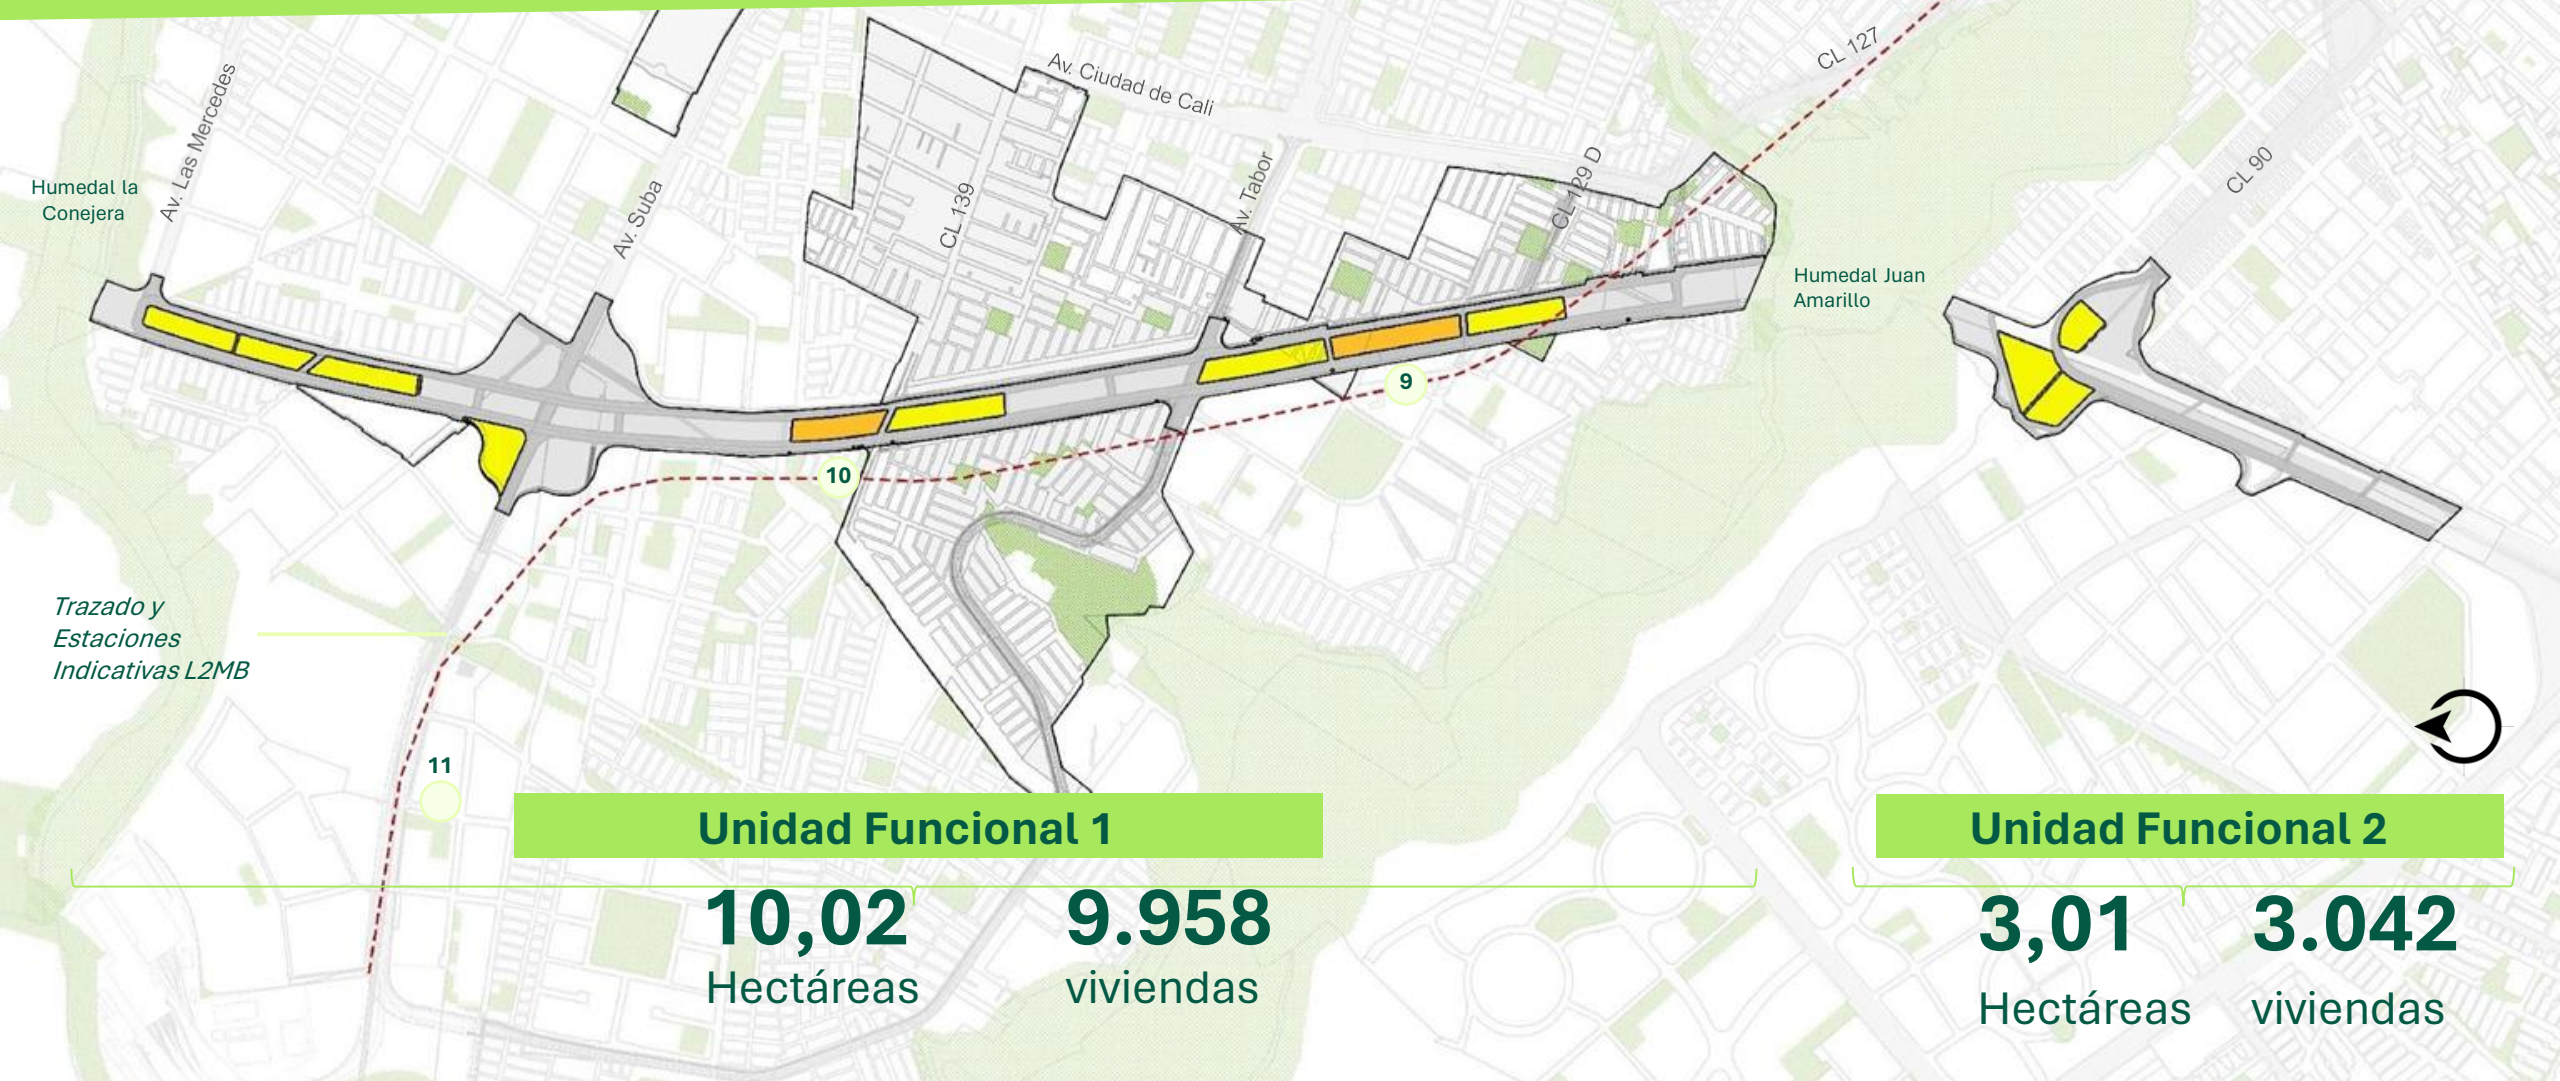 CL 127
Av. Ciudad de Cali
Av. Las Mercedes
Humedal la
Conejera
Av. Suba
CL 139
Av. Tabor
CL 129 D
CL 90
Humedal Juan
Amarillo
9
10
Trazado y
Estaciones
Indicativas L2MB
11
Unidad Funcional 1
10,02
Hectáreas
9.958
viviendas
Unidad Funcional 2
3,01
Hectáreas
3.042
viviendas